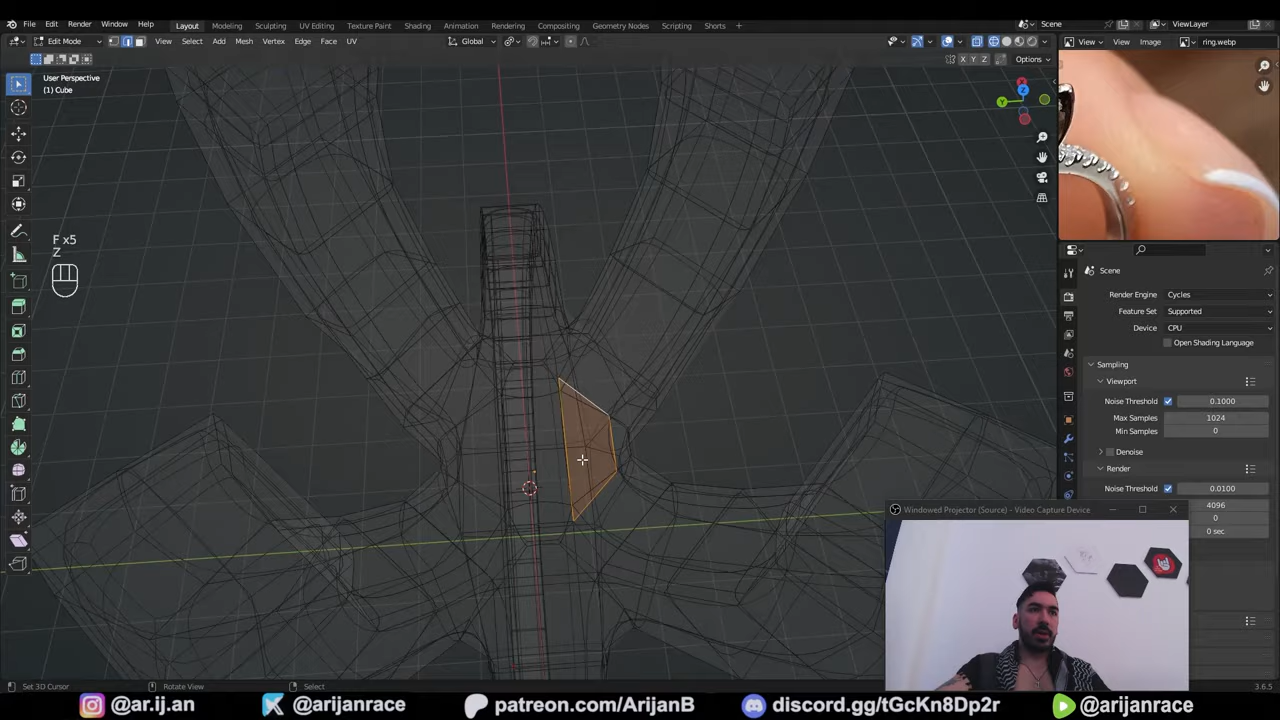 File Edit Render Window Help Layout Modeling Sculpting UV Editing Texture Paint Shading Animation Rendering Compositing Geometry Nodes Scripting Shorts + Scene ViewLayer
Edit Mode View Select Add Mesh Vertex Edge Face UV Global View View Image ring.webp
X Y Z Options
User Perspective
(1) Cube
Z
Y
F x5
Z
Scene
Render Engine Cycles
Feature Set Supported
Device CPU
Open Shading Language
Sampling
Viewport
Noise Threshold 0.1000
Max Samples 1024
Min Samples 0
Denoise
Render
Noise Threshold 0.0100
4096
0
0 sec
Windowed Projector (Source) - Video Capture Device
Set 3D Cursor Rotate View Select 3.6.5
@ar.ij.an @arijanrace patreon.com/ArijanB discord.gg/tGcKn8Dp2r @arijanrace